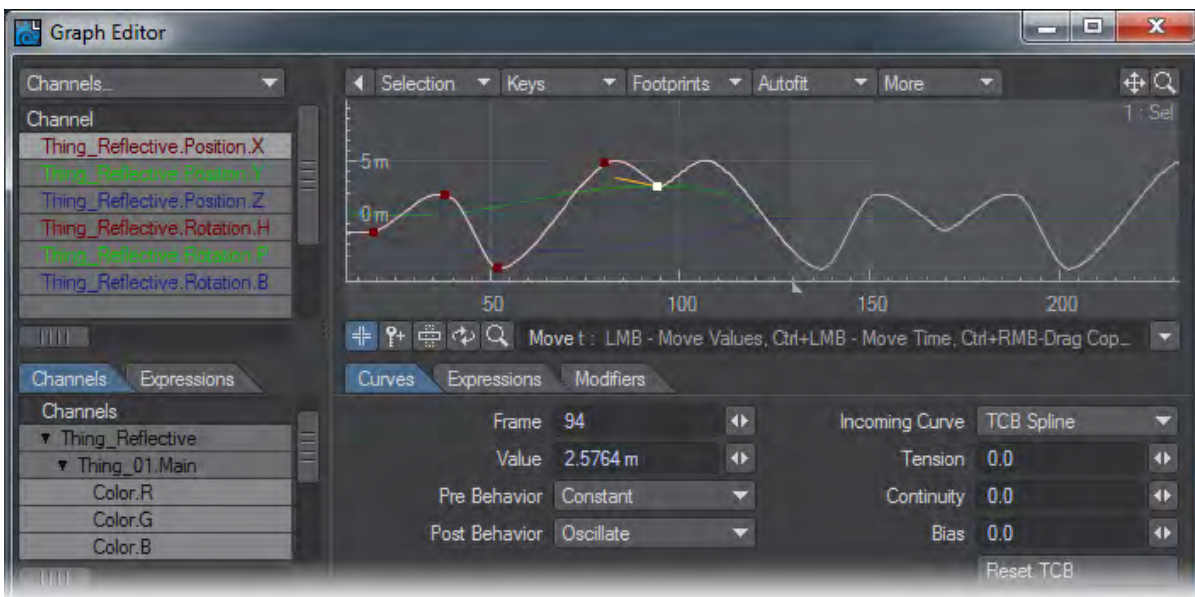 Graph Editor
Channels...
Selection Keys Footprints Autofit More
Channel
1 : Sel
Thing_Reflective.Position.X
Thing_Reflective.Position.Y
Thing_Reflective.Position.Z
Thing_Reflective.Rotation.H
Thing_Reflective.Rotation.P
Thing_Reflective.Rotation.B
5 m
0 m
50 100 150 200
Move t : LMB - Move Values, Ctrl+LMB - Move Time, Ctrl+RMB-Drag Cop...
Channels Expressions
Curves Expressions Modifiers
Channels
Thing_Reflective
Thing_01.Main
Color.R
Color.G
Color.B
Frame 94
Incoming Curve TCB Spline
Value 2.5764 m
Tension 0.0
Pre Behavior Constant
Continuity 0.0
Post Behavior Oscillate
Bias 0.0
Reset TCB